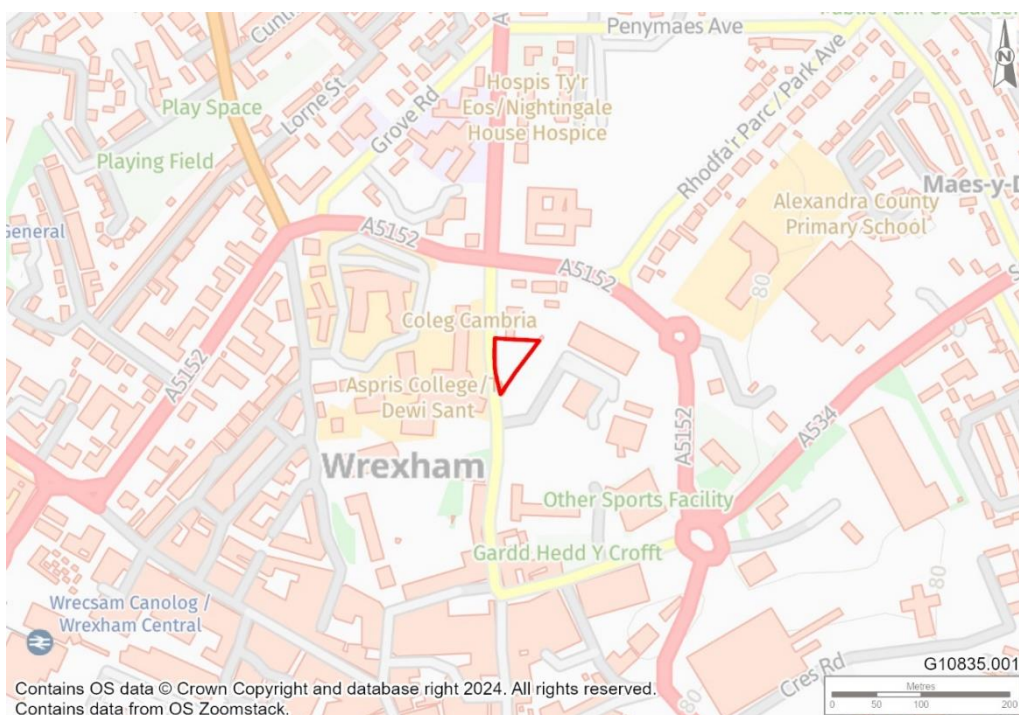 Penymaes Ave
Lorne St
Play Space
Grove Rd
Hospis Ty'r
Eos/Nightingale
House Hospice
N
Playing Field
Rhodfa'r Parc / Park Ave
Alexandra County
Primary School
General
A5152
A5152
A5152
Coleg Cambria
80
Aspris College/
Dewi Sant
A5152
A534
Wrexham
Other Sports Facility
Gardd Hedd Y Crofft
80
Wrecsam Canolog /
Wrexham Central
Cres Rd
80
G10835.001
Contains OS data © Crown Copyright and database right 2024. All rights reserved.
Contains data from OS Zoomstack.
Metres
0 50 100 200